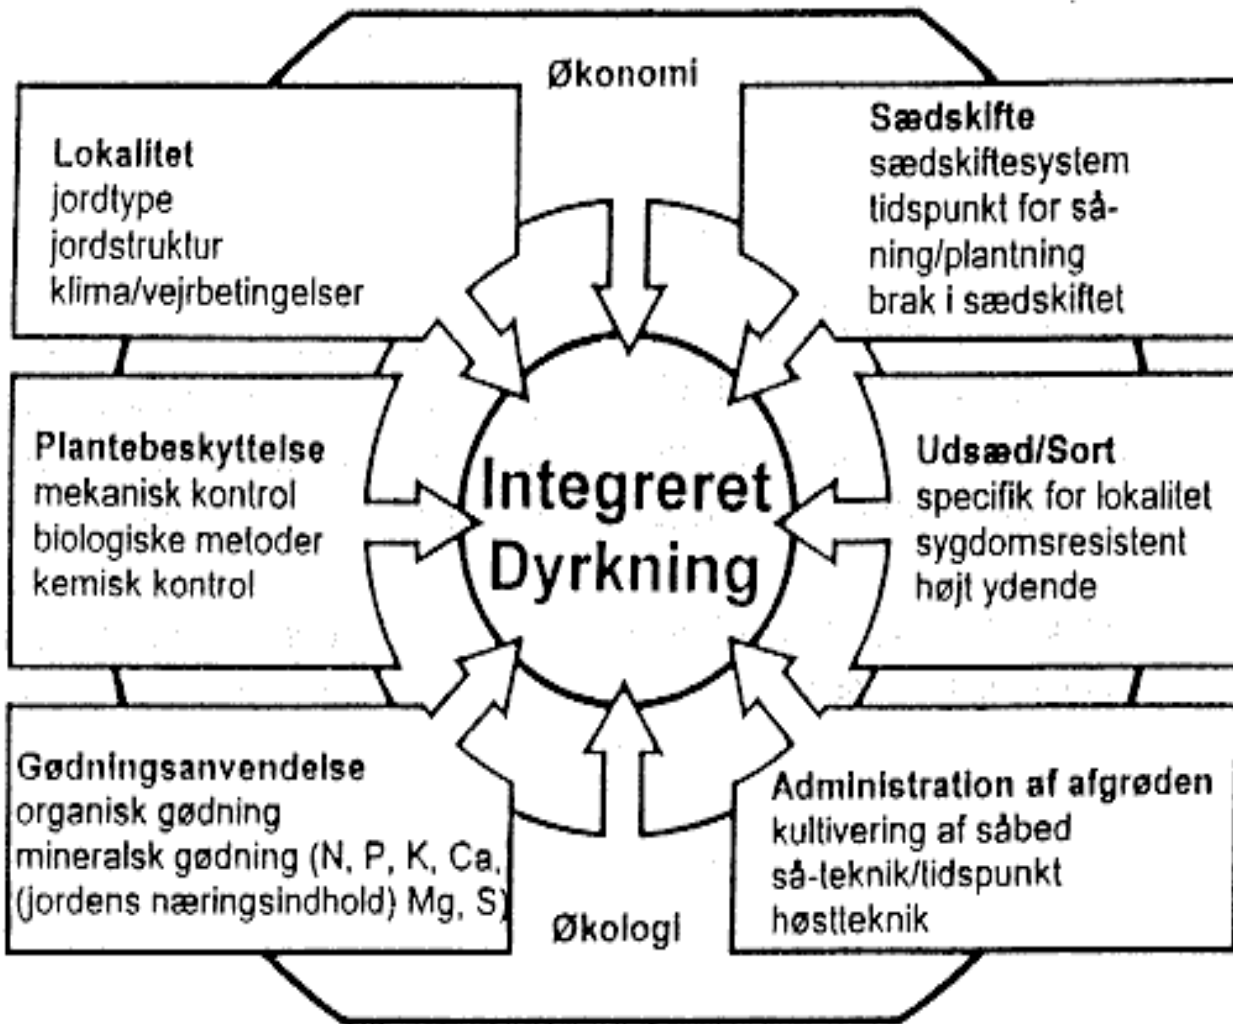 Økonomi
Lokalitet
jordtype
jordstruktur
klima/vejrbetingelser
Sædskifte
sædskiftesystem
tidspunkt for så-
ning/plantning
brak i sædskiftet
Plantebeskyttelse
mekanisk kontrol
biologiske metoder
kemisk kontrol
Integreret
Dyrkning
Udsæd/Sort
specifik for lokalitet
sygdomsresistent
højt ydende
Gødningsanvendelse
organisk gødning
mineralsk gødning (N, P, K, Ca,
(jordens næringsindhold) Mg, S)
Økologi
Administration af afgrøden
kultivering af såbed
så-teknik/tidspunkt
høstteknik